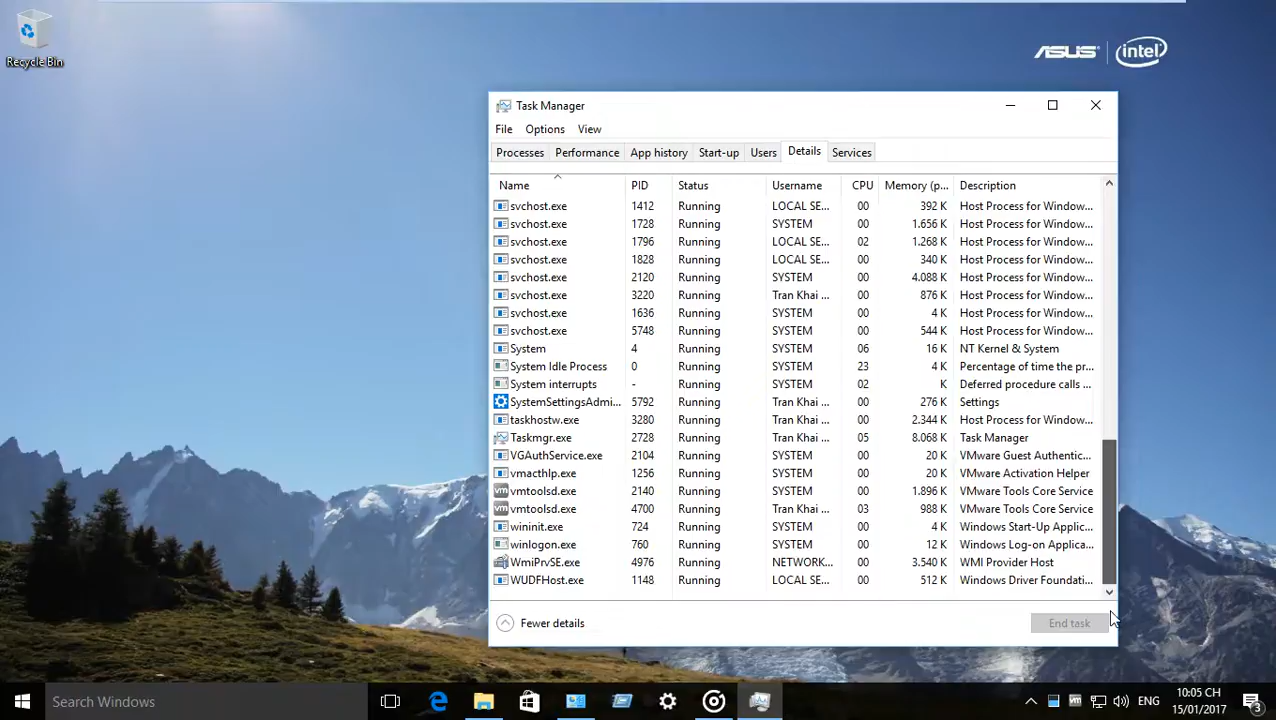 Recycle Bin
ASUS intel
Task Manager
File Options View
Processes Performance App history Start-up Users Details Services
Name PID Status Username CPU Memory (p... Description
svchost.exe 1412 Running LOCAL SE... 00 392 K Host Process for Window...
svchost.exe 1728 Running SYSTEM 00 1.656 K Host Process for Window...
svchost.exe 1796 Running LOCAL SE... 02 1.268 K Host Process for Window...
svchost.exe 1828 Running LOCAL SE... 00 340 K Host Process for Window...
svchost.exe 2120 Running SYSTEM 00 4.088 K Host Process for Window...
svchost.exe 3220 Running Tran Khai ... 00 876 K Host Process for Window...
svchost.exe 1636 Running SYSTEM 00 4 K Host Process for Window...
svchost.exe 5748 Running SYSTEM 00 544 K Host Process for Window...
System 4 Running SYSTEM 06 16 K NT Kernel & System
System Idle Process 0 Running SYSTEM 23 4 K Percentage of time the pr...
System interrupts - Running SYSTEM 02 K Deferred procedure calls ...
SystemSettingsAdmi... 5792 Running Tran Khai ... 00 276 K Settings
taskhostw.exe 3280 Running Tran Khai ... 00 2.344 K Host Process for Window...
Taskmgr.exe 2728 Running Tran Khai ... 05 8.068 K Task Manager
VGAuthService.exe 2104 Running SYSTEM 00 20 K VMware Guest Authentic...
vmacthlp.exe 1256 Running SYSTEM 00 20 K VMware Activation Helper
vmtoolsd.exe 2140 Running SYSTEM 00 1.896 K VMware Tools Core Service
vmtoolsd.exe 4700 Running Tran Khai ... 03 988 K VMware Tools Core Service
wininit.exe 724 Running SYSTEM 00 4 K Windows Start-Up Applic...
winlogon.exe 760 Running SYSTEM 00 12 K Windows Log-on Applica...
WmiPrvSE.exe 4976 Running NETWORK... 00 3.540 K WMI Provider Host
WUDFHost.exe 1148 Running LOCAL SE... 00 512 K Windows Driver Foundati...
Fewer details End task
Search Windows
vm
ENG
10:05 CH
15/01/2017
3